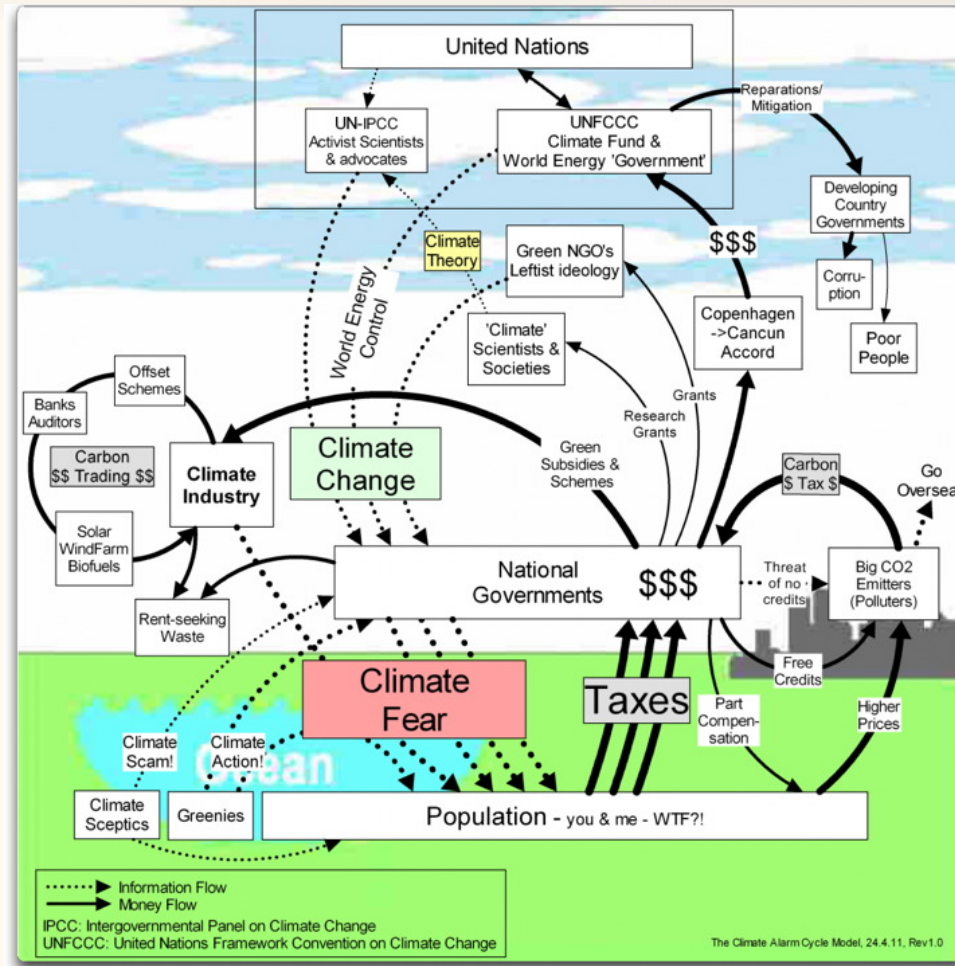 United Nations
UN-IPCC
Activist Scientists
& advocates
UNFCCC
Climate Fund &
World Energy 'Government'
Reparations/
Mitigation
Developing
Country
Governments
Corru-
ption
Poor
People
$$$
Copenhagen
->Cancun
Accord
Climate
Theory
Green NGO's
Leftist ideology
World Energy
Control
'Climate'
Scientists &
Societies
Grants
Research
Grants
Offset
Schemes
Banks
Auditors
Carbon
$$ Trading $$
Climate
Industry
Solar
WindFarm
Biofuels
Rent-seeking
Waste
Climate
Change
Green
Subsidies &
Schemes
Carbon
$ Tax $
Go
Oversea
National
Governments
$$$
Threat
of no
credits
Big CO2
Emitters
(Polluters)
Free
Credits
Climate
Fear
Taxes
Part
Compen-
sation
Higher
Prices
Climate
Scam!
Climate
Action!
Ocean
Climate
Sceptics
Greenies
Population - you & me - WTF?!
Information Flow
Money Flow
IPCC: Intergovernmental Panel on Climate Change
UNFCCC: United Nations Framework Convention on Climate Change
The Climate Alarm Cycle Model, 24.4.11, Rev1.0